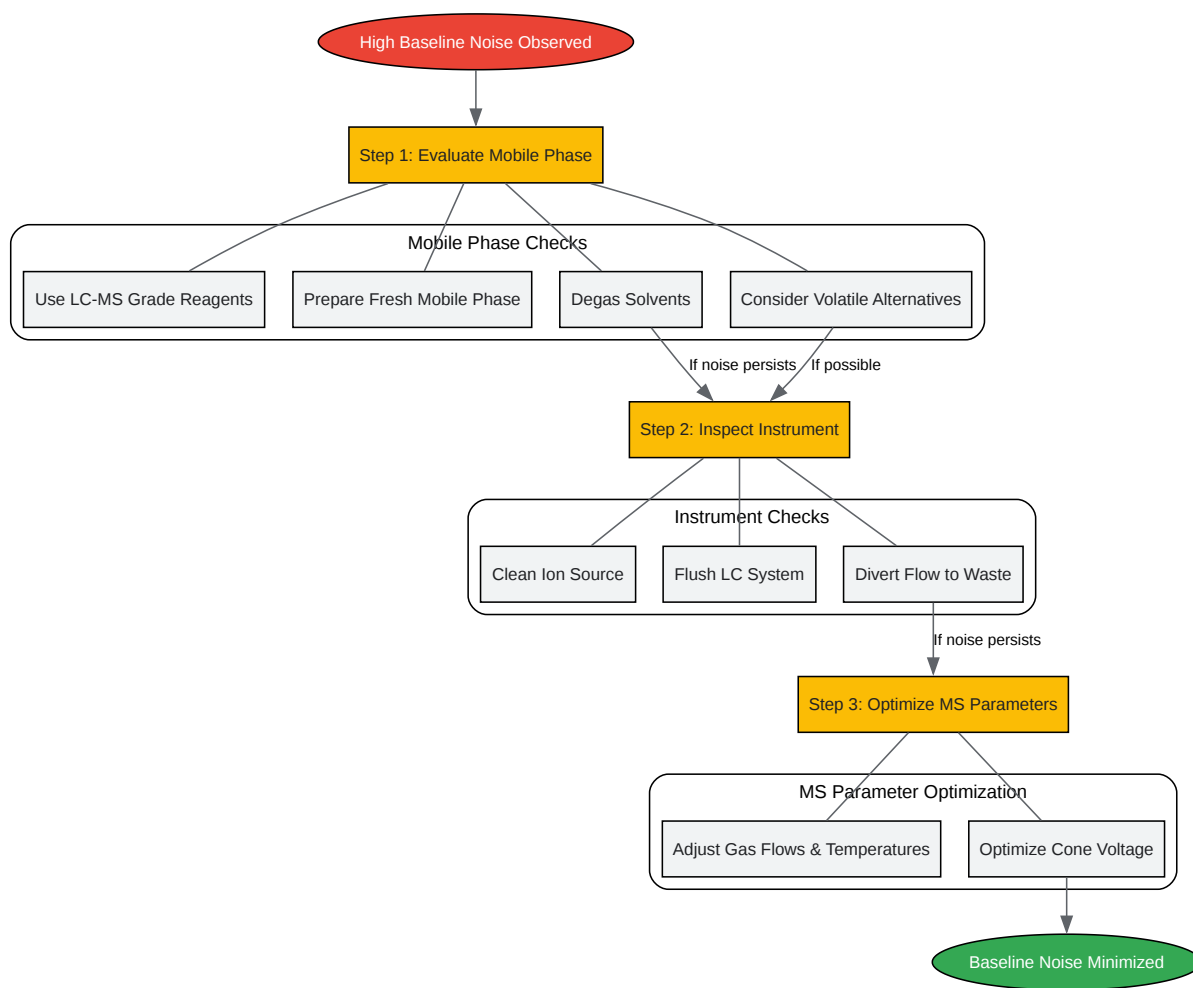 High Baseline Noise Observed
Step 1: Evaluate Mobile Phase
Mobile Phase Checks
Use LC-MS Grade Reagents
Prepare Fresh Mobile Phase
Degas Solvents
Consider Volatile Alternatives
If noise persists
If possible
Step 2: Inspect Instrument
Instrument Checks
Clean Ion Source
Flush LC System
Divert Flow to Waste
If noise persists
Step 3: Optimize MS Parameters
MS Parameter Optimization
Adjust Gas Flows & Temperatures
Optimize Cone Voltage
Baseline Noise Minimized